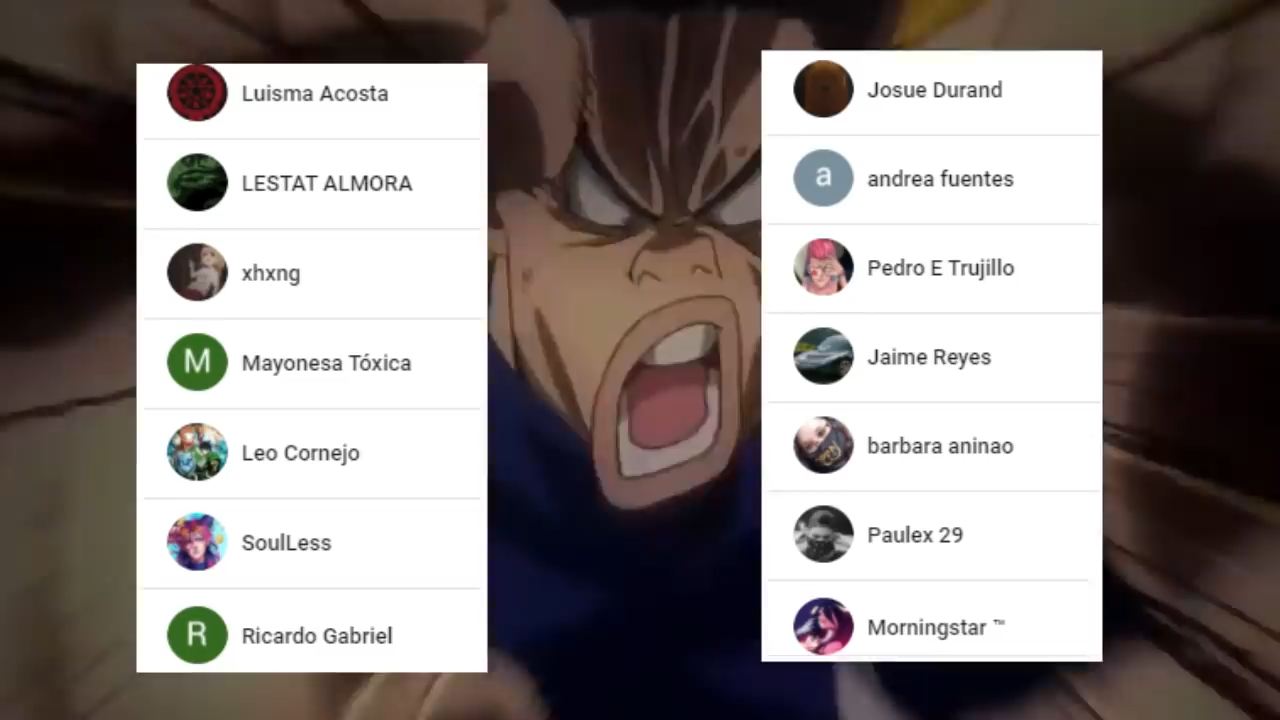 Luisma Acosta
LESTAT ALMORA
xhxng
M
Mayonesa Tóxica
Leo Cornejo
SoulLess
R
Ricardo Gabriel
Josue Durand
a
andrea fuentes
Pedro E Trujillo
Jaime Reyes
barbara aninao
Paulex 29
Morningstar ™